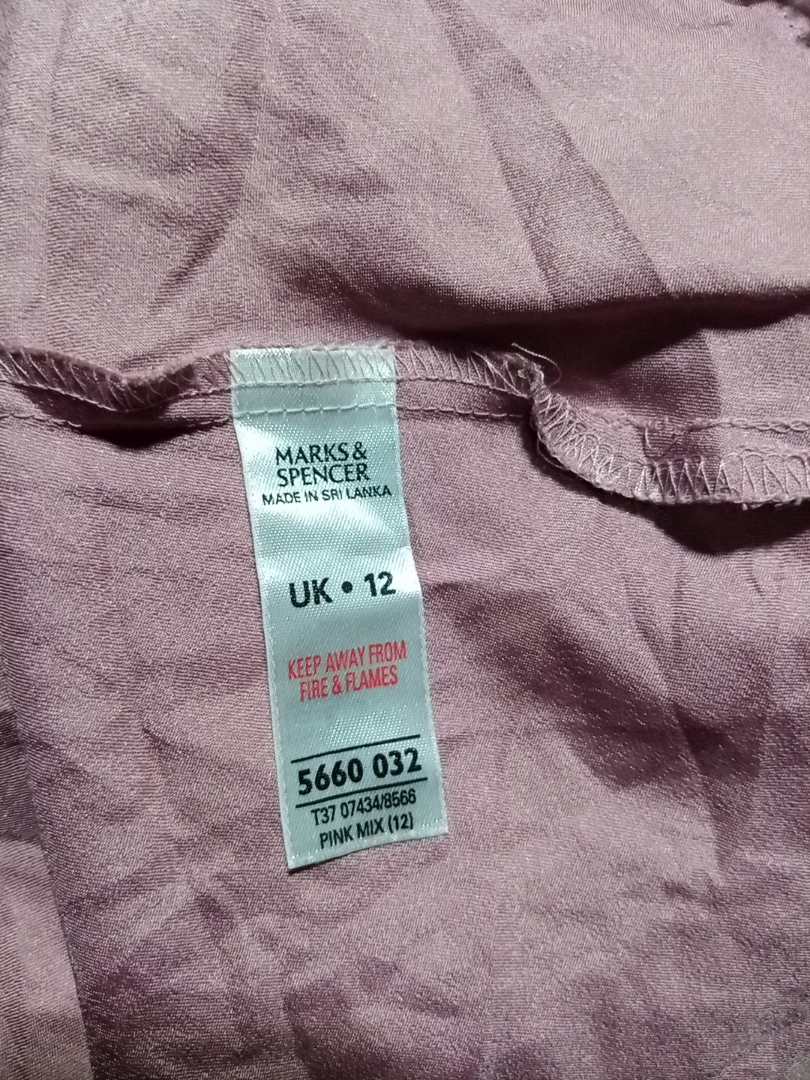 MARKS &
SPENCER
MADE IN SRI LANKA
UK • 12
KEEP AWAY FROM
FIRE & FLAMES
5660 032
T37 07434/8566
PINK MIX (12)